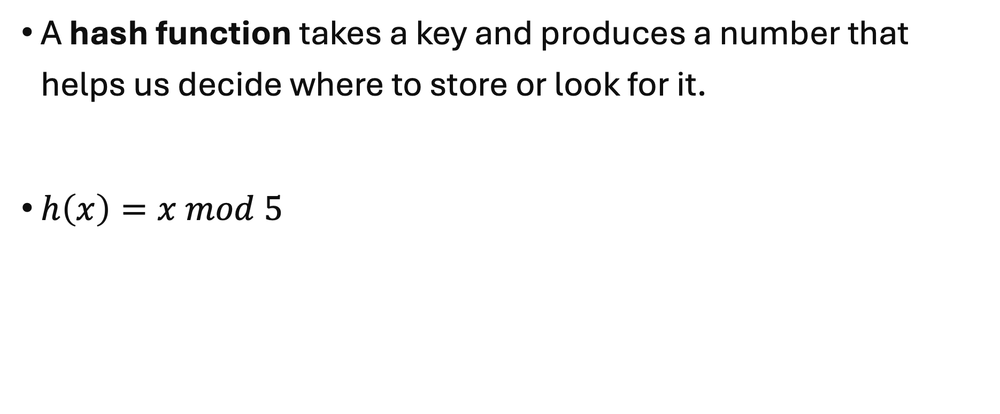 • A hash function takes a key and produces a number that
helps us decide where to store or look for it.
• h(x) = x mod 5